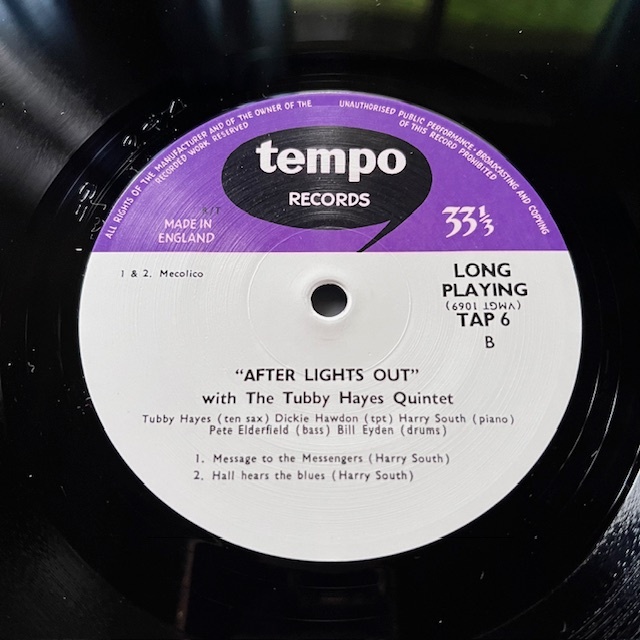 ALL RIGHTS OF THE MANUFACTURER AND OF THE OWNER OF THE
RECORDED WORK RESERVED
UNAUTHORISED PUBLIC PERFORMANCE · BROADCASTING AND COPYING
OF THIS RECORD PROHIBITED
tempo
RECORDS
K/T
MADE IN
ENGLAND
33⅓
1 & 2. Mecolico
LONG
PLAYING
(VMGT 1069)
TAP 6
B
"AFTER LIGHTS OUT"
with The Tubby Hayes Quintet
Tubby Hayes (ten sax) Dickie Hawdon (tpt) Harry South (piano)
Pete Elderfield (bass) Bill Eyden (drums)
1. Message to the Messengers (Harry South)
2. Hall hears the blues (Harry South)